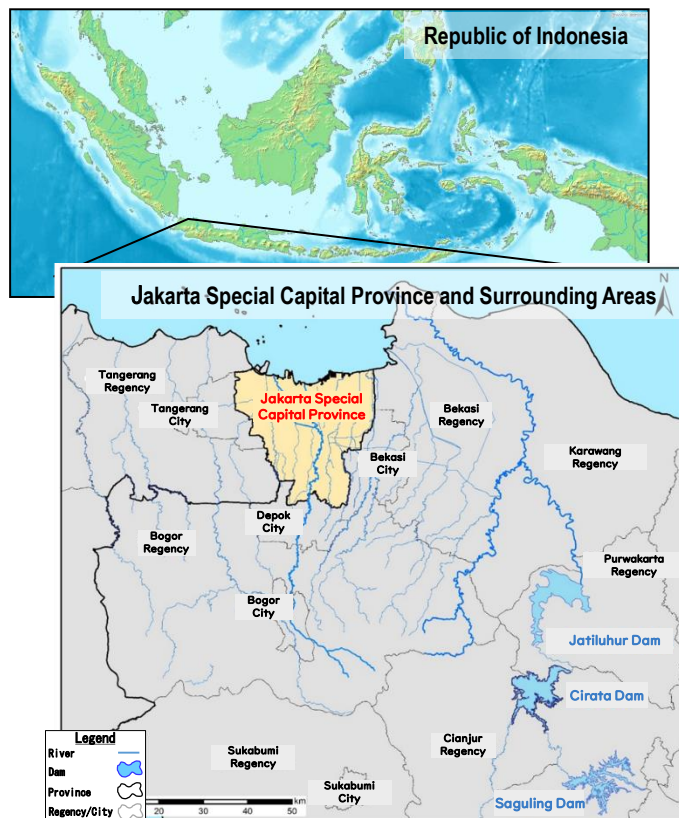 Republic of Indonesia
Jakarta Special Capital Province and Surrounding Areas
N
Tangerang
Regency
Tangerang
City
Jakarta Special
Capital Province
Bekasi
Regency
Bekasi
City
Karawang
Regency
Depok
City
Bogor
Regency
Purwakarta
Regency
Bogor
City
Jatiluhur Dam
Cirata Dam
Cianjur
Regency
Sukabumi
Regency
Sukabumi
City
Saguling Dam
Legend
River
Dam
Province
Regency/City
20 30 40 50
km